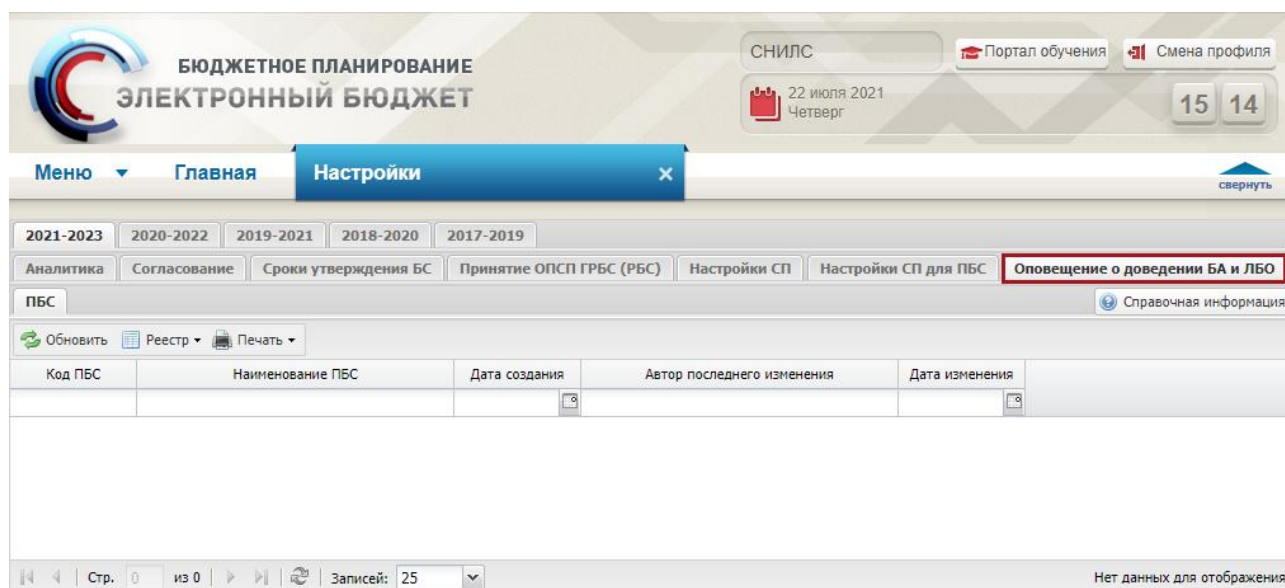 БЮДЖЕТНОЕ ПЛАНИРОВАНИЕ
ЭЛЕКТРОННЫЙ БЮДЖЕТ
СНИЛС
Портал обучения
Смена профиля
22 июля 2021
Четверг
15 14
Меню
Главная
Настройки
свернуть
2021-2023 2020-2022 2019-2021 2018-2020 2017-2019
Аналитика Согласование Сроки утверждения БС Принятие ОПСП ГРБС (РБС) Настройки СП Настройки СП для ПБС Оповещение о доведении БА и ЛБО
ПБС Справочная информация
Обновить Реестр Печать
Код ПБС Наименование ПБС Дата создания Автор последнего изменения Дата изменения
Стр. 0 из 0 Записей: 25 Нет данных для отображения